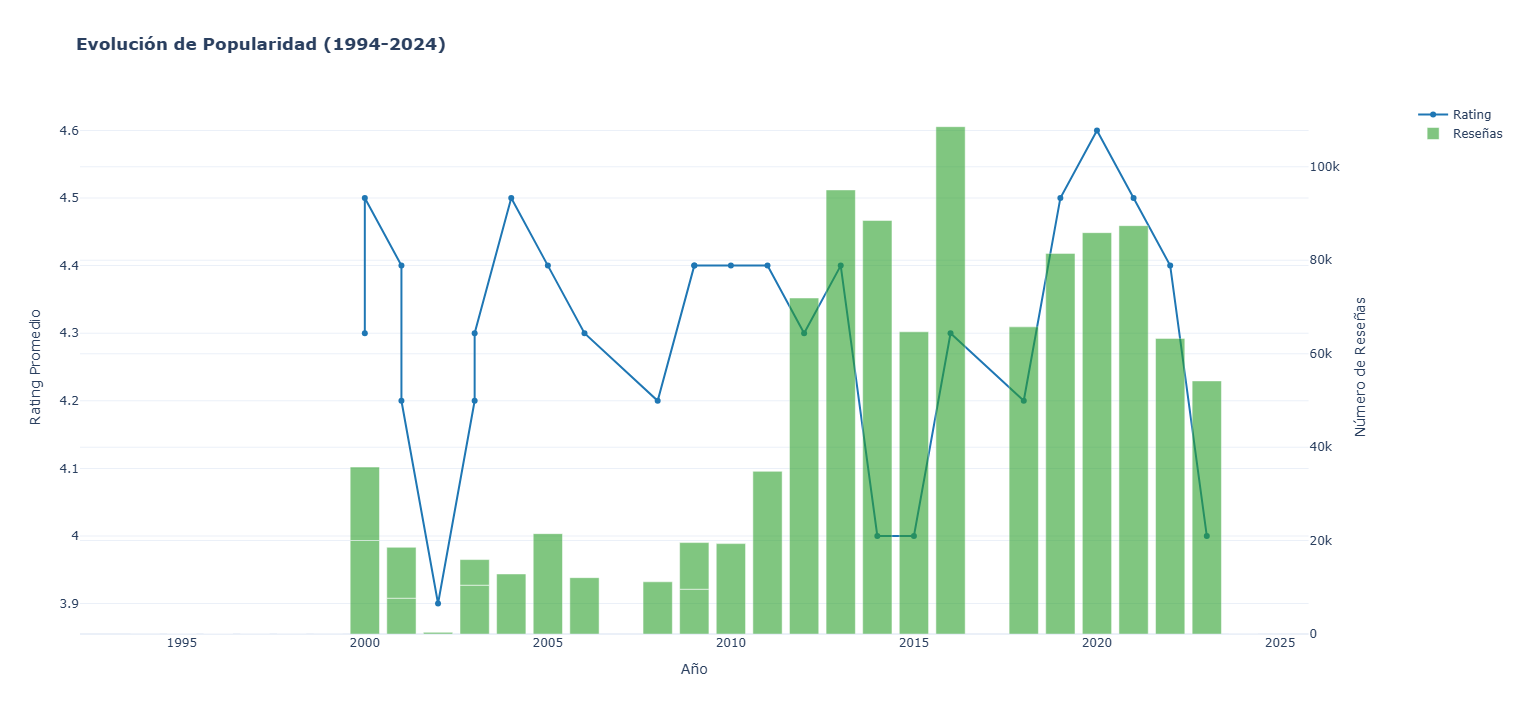 Evolución de Popularidad (1994-2024)
Rating
Reseñas
Rating Promedio
4.6
4.5
4.4
4.3
4.2
4.1
4
3.9
100k
80k
60k
40k
20k
0
Número de Reseñas
1995
2000
2005
2010
2015
2020
2025
Año